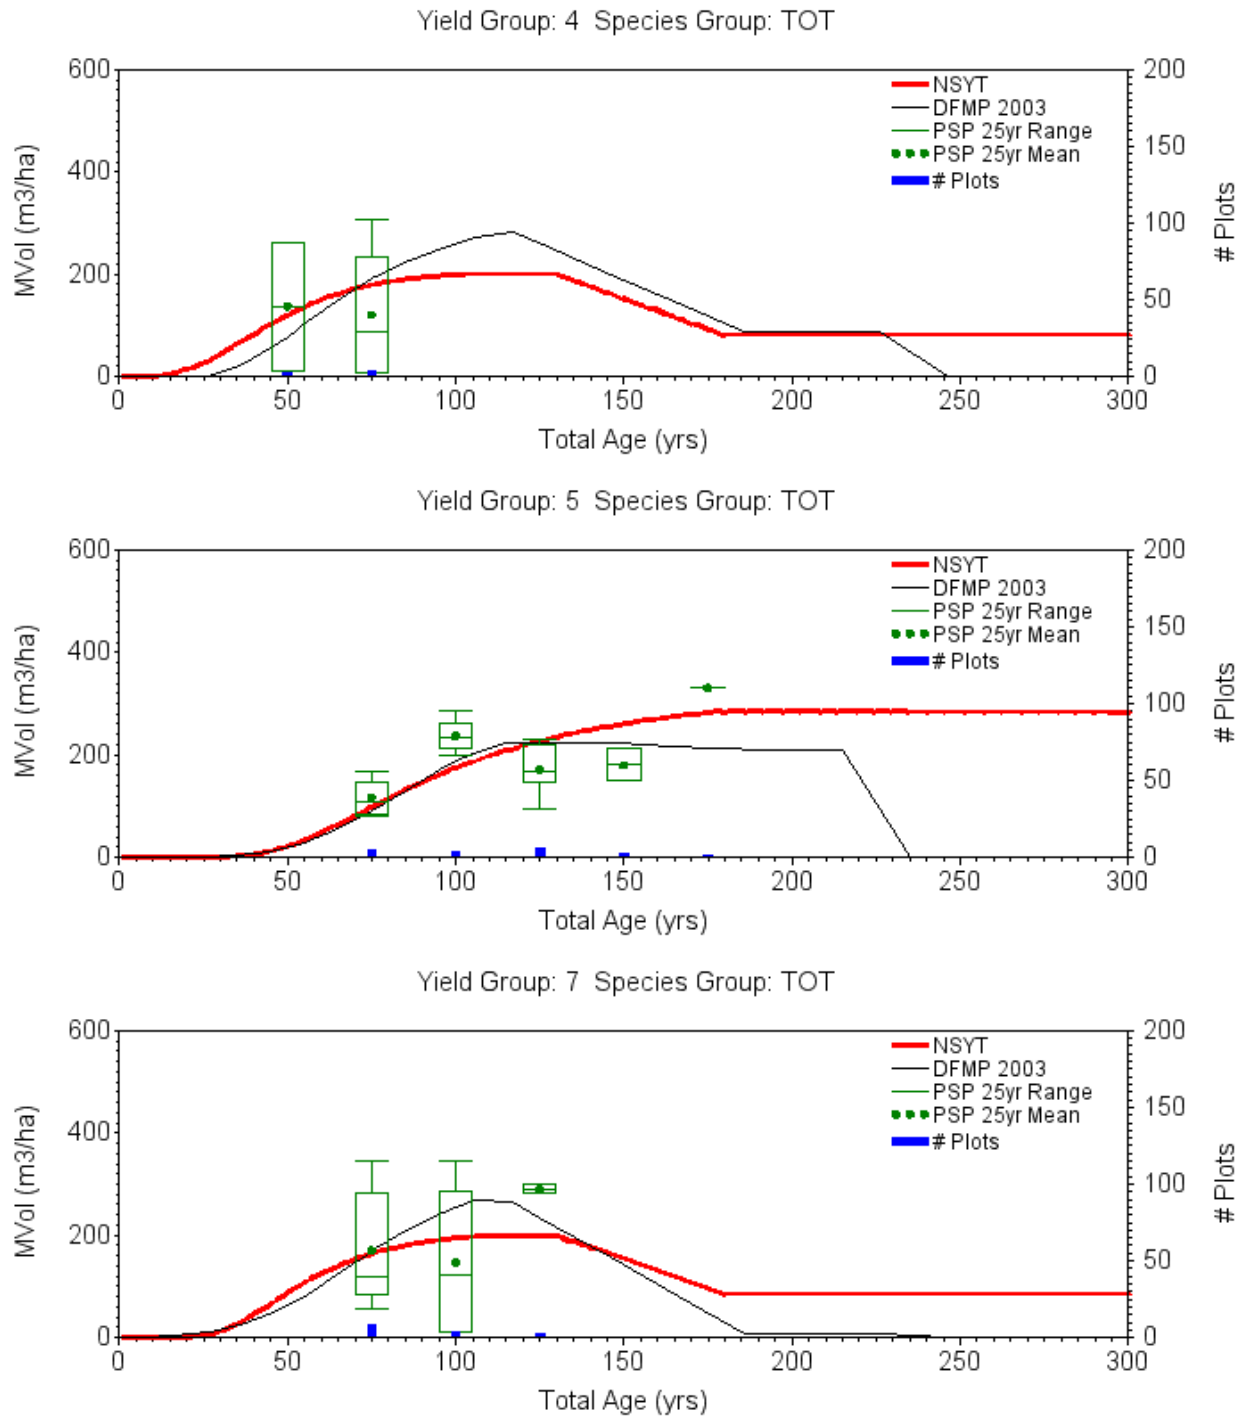 Yield Group: 4 Species Group: TOT
600
400
200
0
MVol (m3/ha)
NSYT
DFMP 2003
PSP 25yr Range
PSP 25yr Mean
# Plots
200
150
100
50
0
# Plots
0 50 100 150 200 250 300
Total Age (yrs)
Yield Group: 5 Species Group: TOT
600
400
200
0
MVol (m3/ha)
NSYT
DFMP 2003
PSP 25yr Range
PSP 25yr Mean
# Plots
200
150
100
50
0
# Plots
0 50 100 150 200 250 300
Total Age (yrs)
Yield Group: 7 Species Group: TOT
600
400
200
0
MVol (m3/ha)
NSYT
DFMP 2003
PSP 25yr Range
PSP 25yr Mean
# Plots
200
150
100
50
0
# Plots
0 50 100 150 200 250 300
Total Age (yrs)